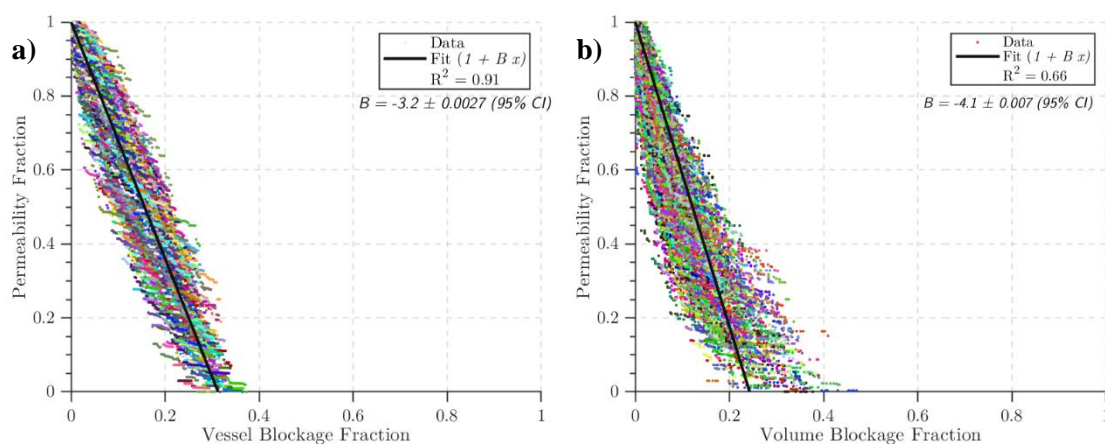 a)
Permeability Fraction
1
0.8
0.6
0.4
0.2
0
0 0.2 0.4 0.6 0.8 1
Vessel Blockage Fraction
Data
Fit (1 + B x)
R² = 0.91
B = -3.2 ± 0.0027 (95% CI)
b)
Permeability Fraction
1
0.8
0.6
0.4
0.2
0
0 0.2 0.4 0.6 0.8 1
Volume Blockage Fraction
Data
Fit (1 + B x)
R² = 0.66
B = -4.1 ± 0.007 (95% CI)